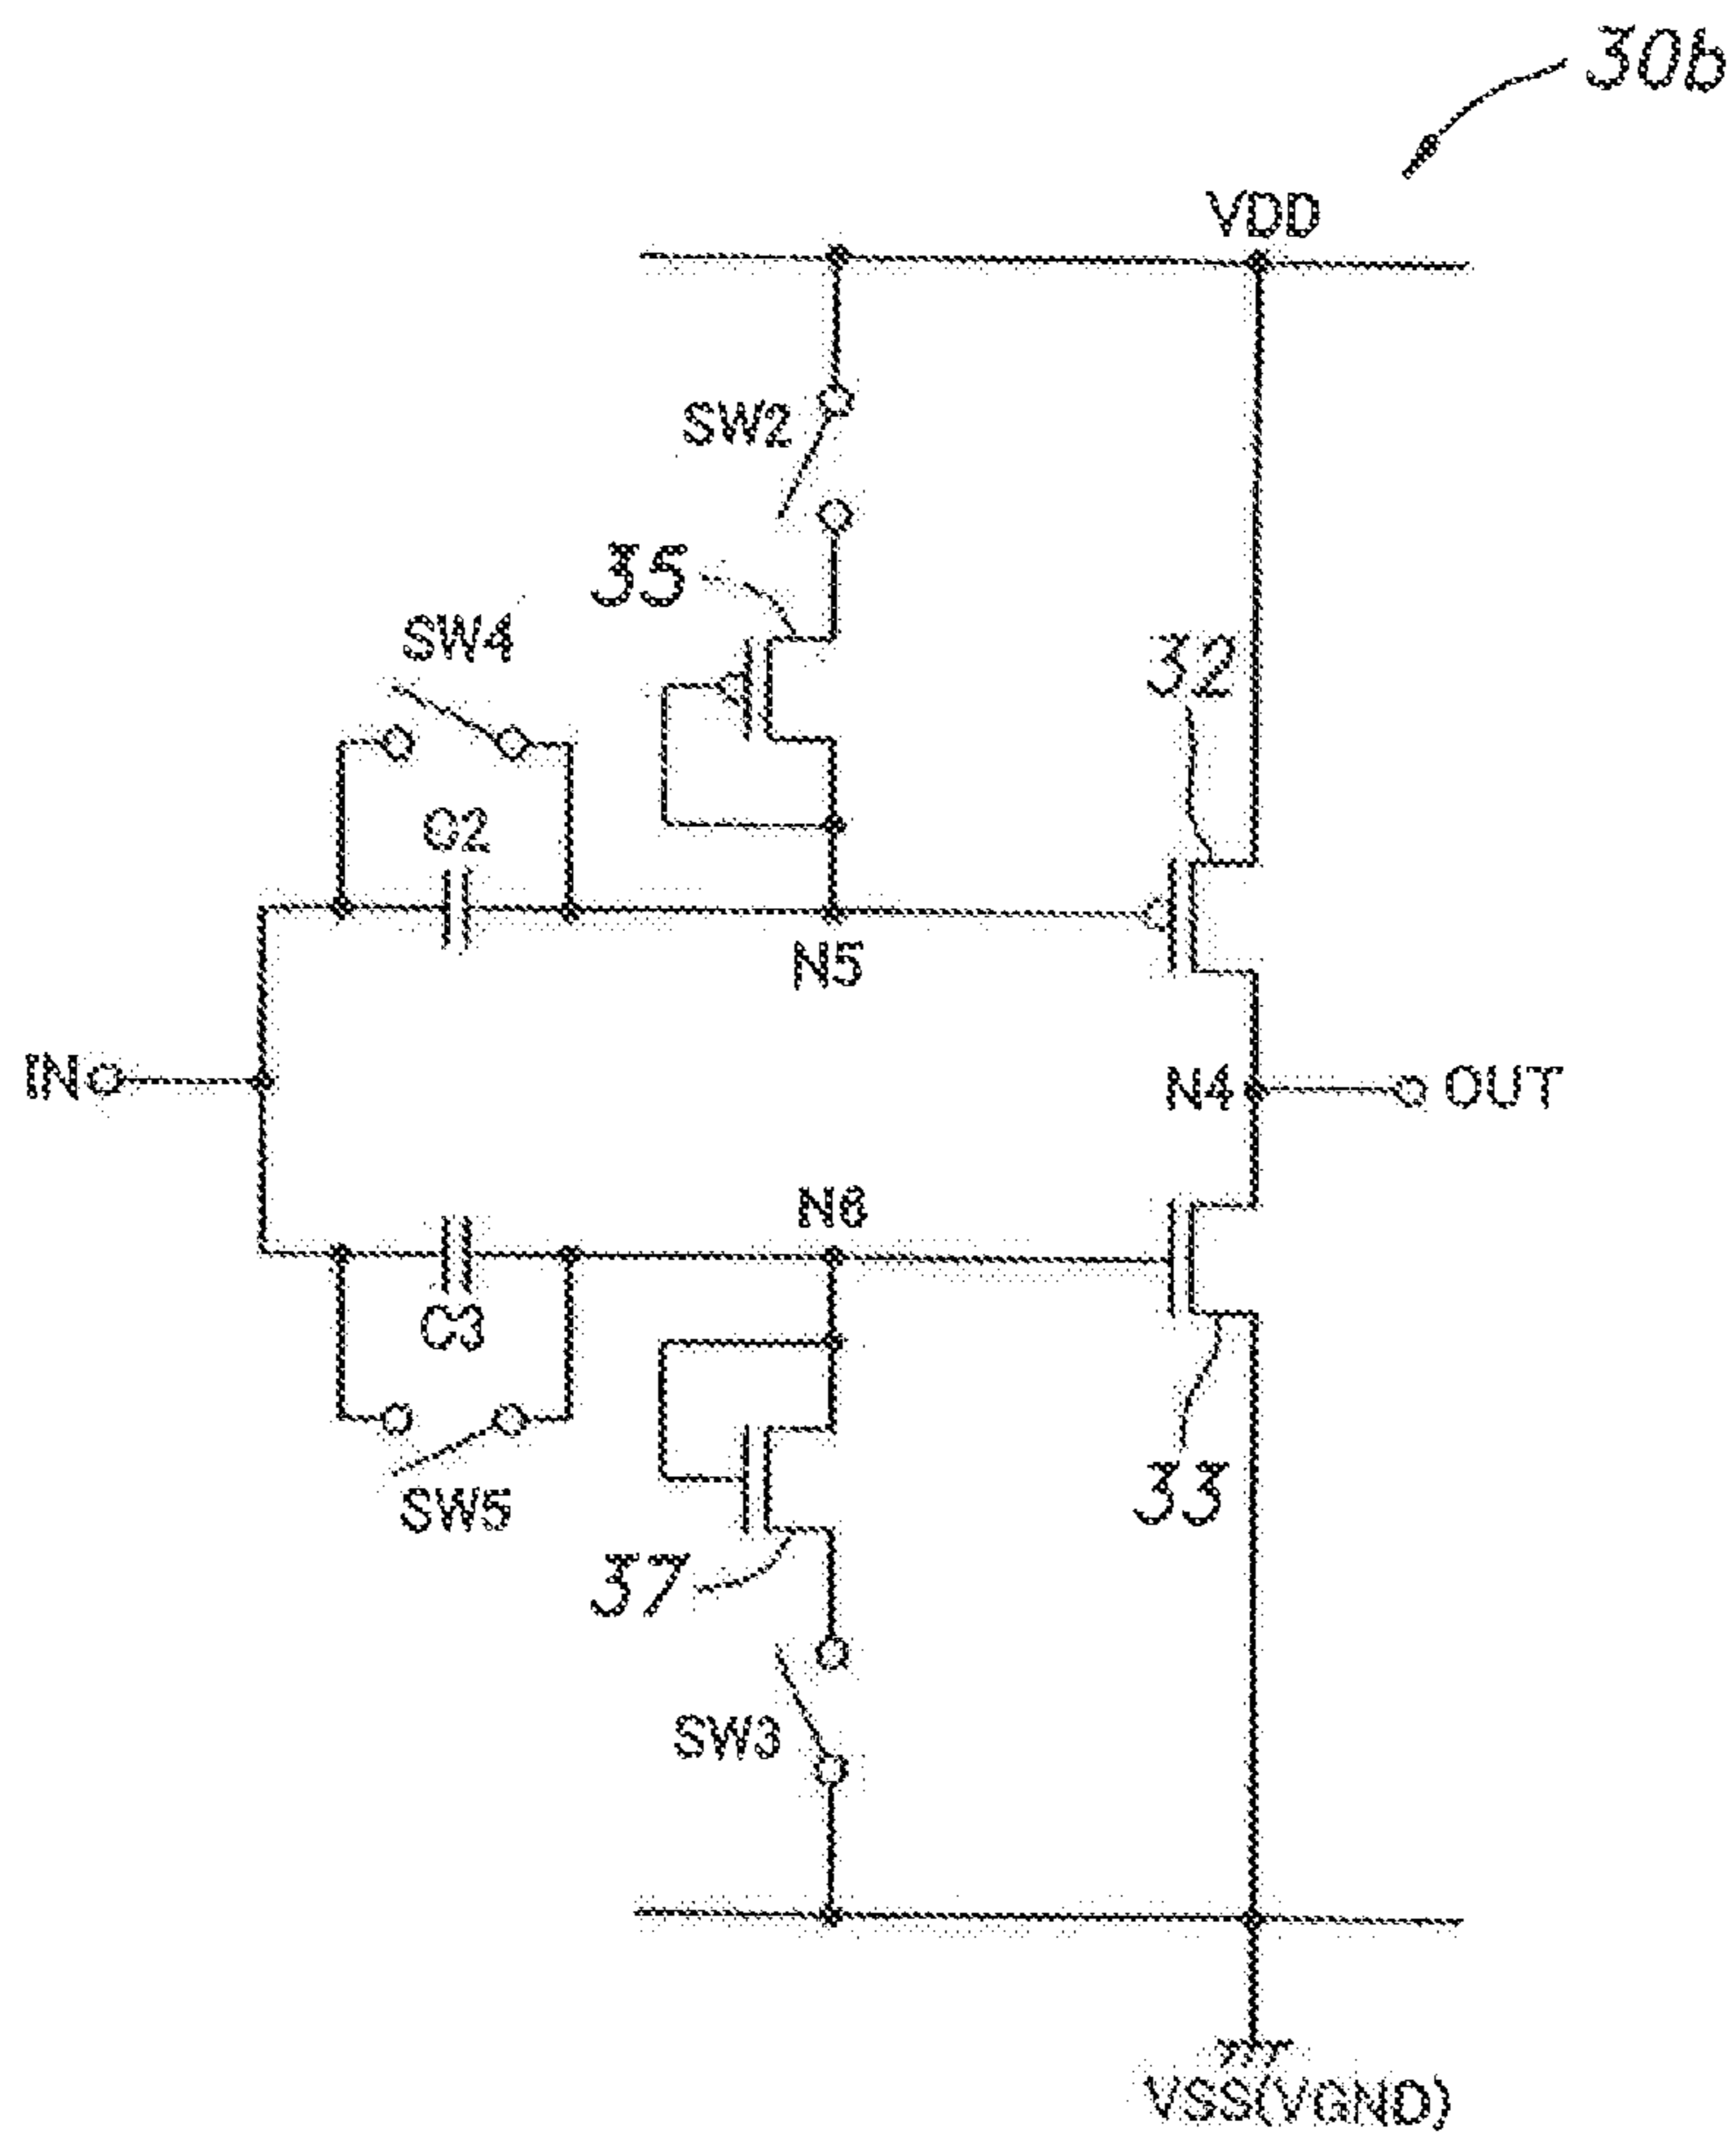 30b
VDD
SW2
35
SW4
32
C2
N5
IN
N4
OUT
N6
C3
SW5
33
37
SW3
VSS(VGND)